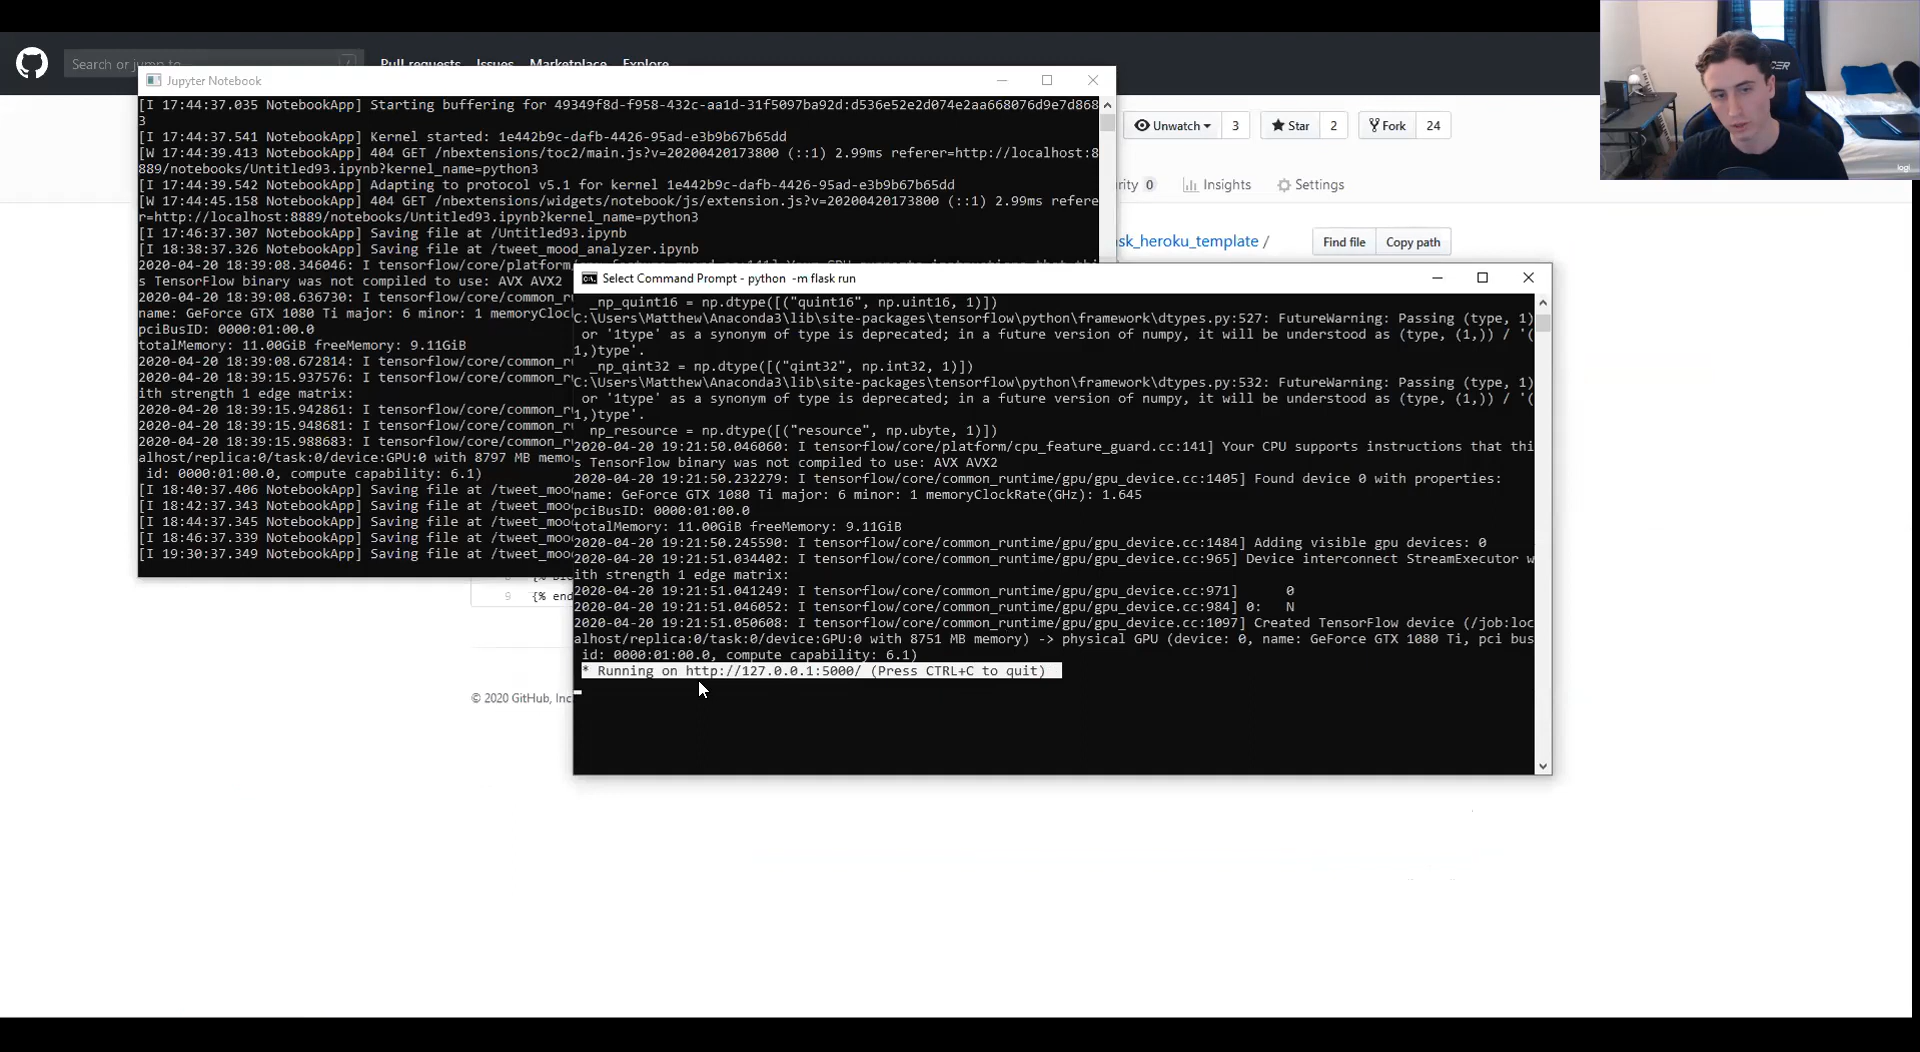 Search or jump to...
/
Pull requests Issues Marketplace Explore
Jupyter Notebook
[I 17:44:37.035 NotebookApp] Starting buffering for 49349f8d-f958-432c-aa1d-31f5097ba92d:d536e52e2d074e2aa668076d9e7d868
3
[I 17:44:37.541 NotebookApp] Kernel started: 1e442b9c-dafb-4426-95ad-e3b9b67b65dd
[W 17:44:39.413 NotebookApp] 404 GET /nbextensions/toc2/main.js?v=20200420173800 (::1) 2.99ms referer=http://localhost:8
889/notebooks/Untitled93.ipynb?kernel_name=python3
[I 17:44:39.542 NotebookApp] Adapting to protocol v5.1 for kernel 1e442b9c-dafb-4426-95ad-e3b9b67b65dd
[W 17:44:45.158 NotebookApp] 404 GET /nbextensions/widgets/notebook/js/extension.js?v=20200420173800 (::1) 2.99ms refere
r=http://localhost:8889/notebooks/Untitled93.ipynb?kernel_name=python3
[I 17:46:37.307 NotebookApp] Saving file at /Untitled93.ipynb
[I 18:38:37.326 NotebookApp] Saving file at /tweet_mood_analyzer.ipynb
2020-04-20 18:39:08.346046: I tensorflow/core/platform/cpu_feature_guard.cc:141] Your CPU supports instructions that thi
s TensorFlow binary was not compiled to use: AVX AVX2
2020-04-20 18:39:08.636730: I tensorflow/core/common_ru
name: GeForce GTX 1080 Ti major: 6 minor: 1 memoryClock
pciBusID: 0000:01:00.0
totalMemory: 11.00GiB freeMemory: 9.11GiB
2020-04-20 18:39:08.672814: I tensorflow/core/common_ru
2020-04-20 18:39:15.937576: I tensorflow/core/common_ru
ith strength 1 edge matrix:
2020-04-20 18:39:15.942861: I tensorflow/core/common_ru
2020-04-20 18:39:15.948681: I tensorflow/core/common_ru
2020-04-20 18:39:15.988683: I tensorflow/core/common_ru
alhost/replica:0/task:0/device:GPU:0 with 8797 MB memor
id: 0000:01:00.0, compute capability: 6.1)
[I 18:40:37.406 NotebookApp] Saving file at /tweet_mood
[I 18:42:37.343 NotebookApp] Saving file at /tweet_mood
[I 18:44:37.345 NotebookApp] Saving file at /tweet_mood
[I 18:46:37.339 NotebookApp] Saving file at /tweet_mood
[I 19:30:37.349 NotebookApp] Saving file at /tweet_mood
Unwatch 3 Star 2 Fork 24
urity 0 Insights Settings
sk_heroku_template / Find file Copy path
logi
Select Command Prompt - python -m flask run
_np_quint16 = np.dtype([("quint16", np.uint16, 1)])
C:\Users\Matthew\Anaconda3\lib\site-packages\tensorflow\python\framework\dtypes.py:527: FutureWarning: Passing (type, 1)
or '1type' as a synonym of type is deprecated; in a future version of numpy, it will be understood as (type, (1,)) / '(
1,)type'.
_np_qint32 = np.dtype([("qint32", np.int32, 1)])
C:\Users\Matthew\Anaconda3\lib\site-packages\tensorflow\python\framework\dtypes.py:532: FutureWarning: Passing (type, 1)
or '1type' as a synonym of type is deprecated; in a future version of numpy, it will be understood as (type, (1,)) / '(
1,)type'.
np_resource = np.dtype([("resource", np.ubyte, 1)])
2020-04-20 19:21:50.046060: I tensorflow/core/platform/cpu_feature_guard.cc:141] Your CPU supports instructions that thi
s TensorFlow binary was not compiled to use: AVX AVX2
2020-04-20 19:21:50.232279: I tensorflow/core/common_runtime/gpu/gpu_device.cc:1405] Found device 0 with properties:
name: GeForce GTX 1080 Ti major: 6 minor: 1 memoryClockRate(GHz): 1.645
pciBusID: 0000:01:00.0
totalMemory: 11.00GiB freeMemory: 9.11GiB
2020-04-20 19:21:50.245590: I tensorflow/core/common_runtime/gpu/gpu_device.cc:1484] Adding visible gpu devices: 0
2020-04-20 19:21:51.034402: I tensorflow/core/common_runtime/gpu/gpu_device.cc:965] Device interconnect StreamExecutor w
ith strength 1 edge matrix:
2020-04-20 19:21:51.041249: I tensorflow/core/common_runtime/gpu/gpu_device.cc:971] 0
2020-04-20 19:21:51.046052: I tensorflow/core/common_runtime/gpu/gpu_device.cc:984] 0: N
2020-04-20 19:21:51.050608: I tensorflow/core/common_runtime/gpu/gpu_device.cc:1097] Created TensorFlow device (/job:loc
alhost/replica:0/task:0/device:GPU:0 with 8751 MB memory) -> physical GPU (device: 0, name: GeForce GTX 1080 Ti, pci bus
id: 0000:01:00.0, compute capability: 6.1)
* Running on http://127.0.0.1:5000/ (Press CTRL+C to quit)
9 {% end
© 2020 GitHub, Inc